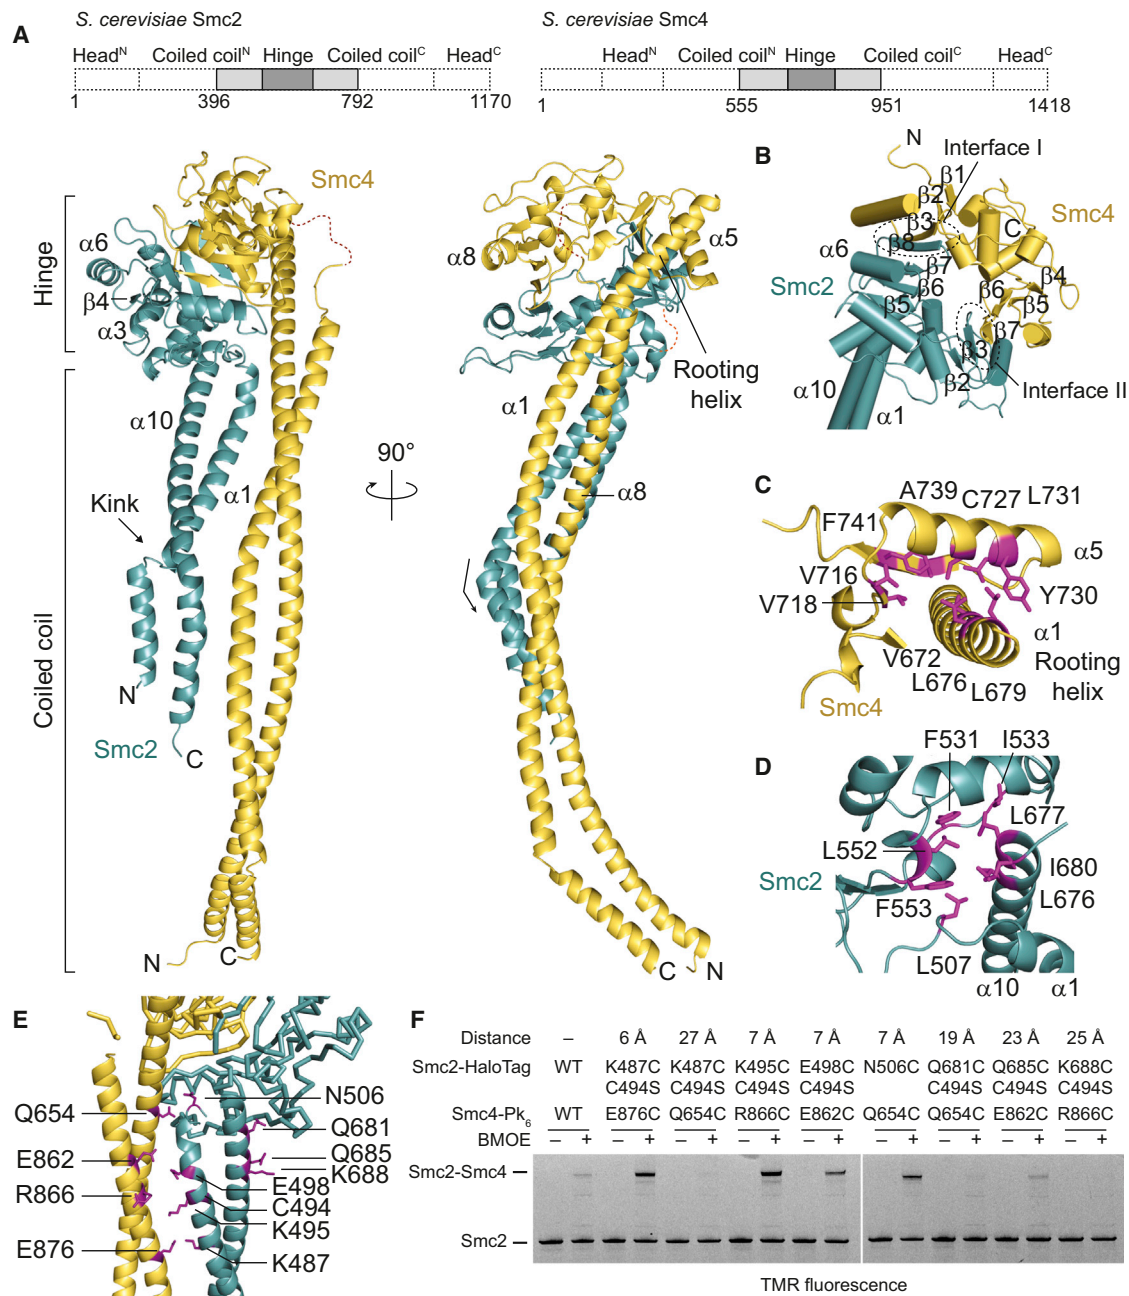 A
S. cerevisiae Smc2
S. cerevisiae Smc4
Headᴺ Coiled coilᴺ Hinge Coiled coilᶜ Headᶜ
1 396 792 1170
Headᴺ Coiled coilᴺ Hinge Coiled coilᶜ Headᶜ
1 555 951 1418
Hinge
Coiled coil
Smc4
α6
β4
α3
α10
α1
Kink
N
Smc2
C
N
C
90°
α8
α5
Rooting
helix
α1
α8
C
N
B
N
Interface I
β1
β2
β3
C
Smc4
α6
β8
β7
β4
Smc2
β6
β6
β5
β5
β7
β3
β2
α10
α1
Interface II
C
A739
C727
L731
F741
α5
V716
V718
Y730
α1
V672
Rooting
L676
helix
L679
Smc4
D
F531
I533
L677
L552
I680
Smc2
L676
F553
L507
α10
α1
E
Q654
N506
Q681
E862
Q685
K688
E498
R866
C494
K495
E876
K487
F
Distance – 6 Å 27 Å 7 Å 7 Å 7 Å 19 Å 23 Å 25 Å
Smc2-HaloTag WT K487C K487C K495C E498C N506C Q681C Q685C K688C
C494S C494S C494S C494S C494S C494S C494S
Smc4-Pk₆ WT E876C Q654C R866C E862C Q654C Q654C E862C R866C
BMOE – + – + – + – + – + – + – + – + – +
Smc2-Smc4
Smc2
TMR fluorescence